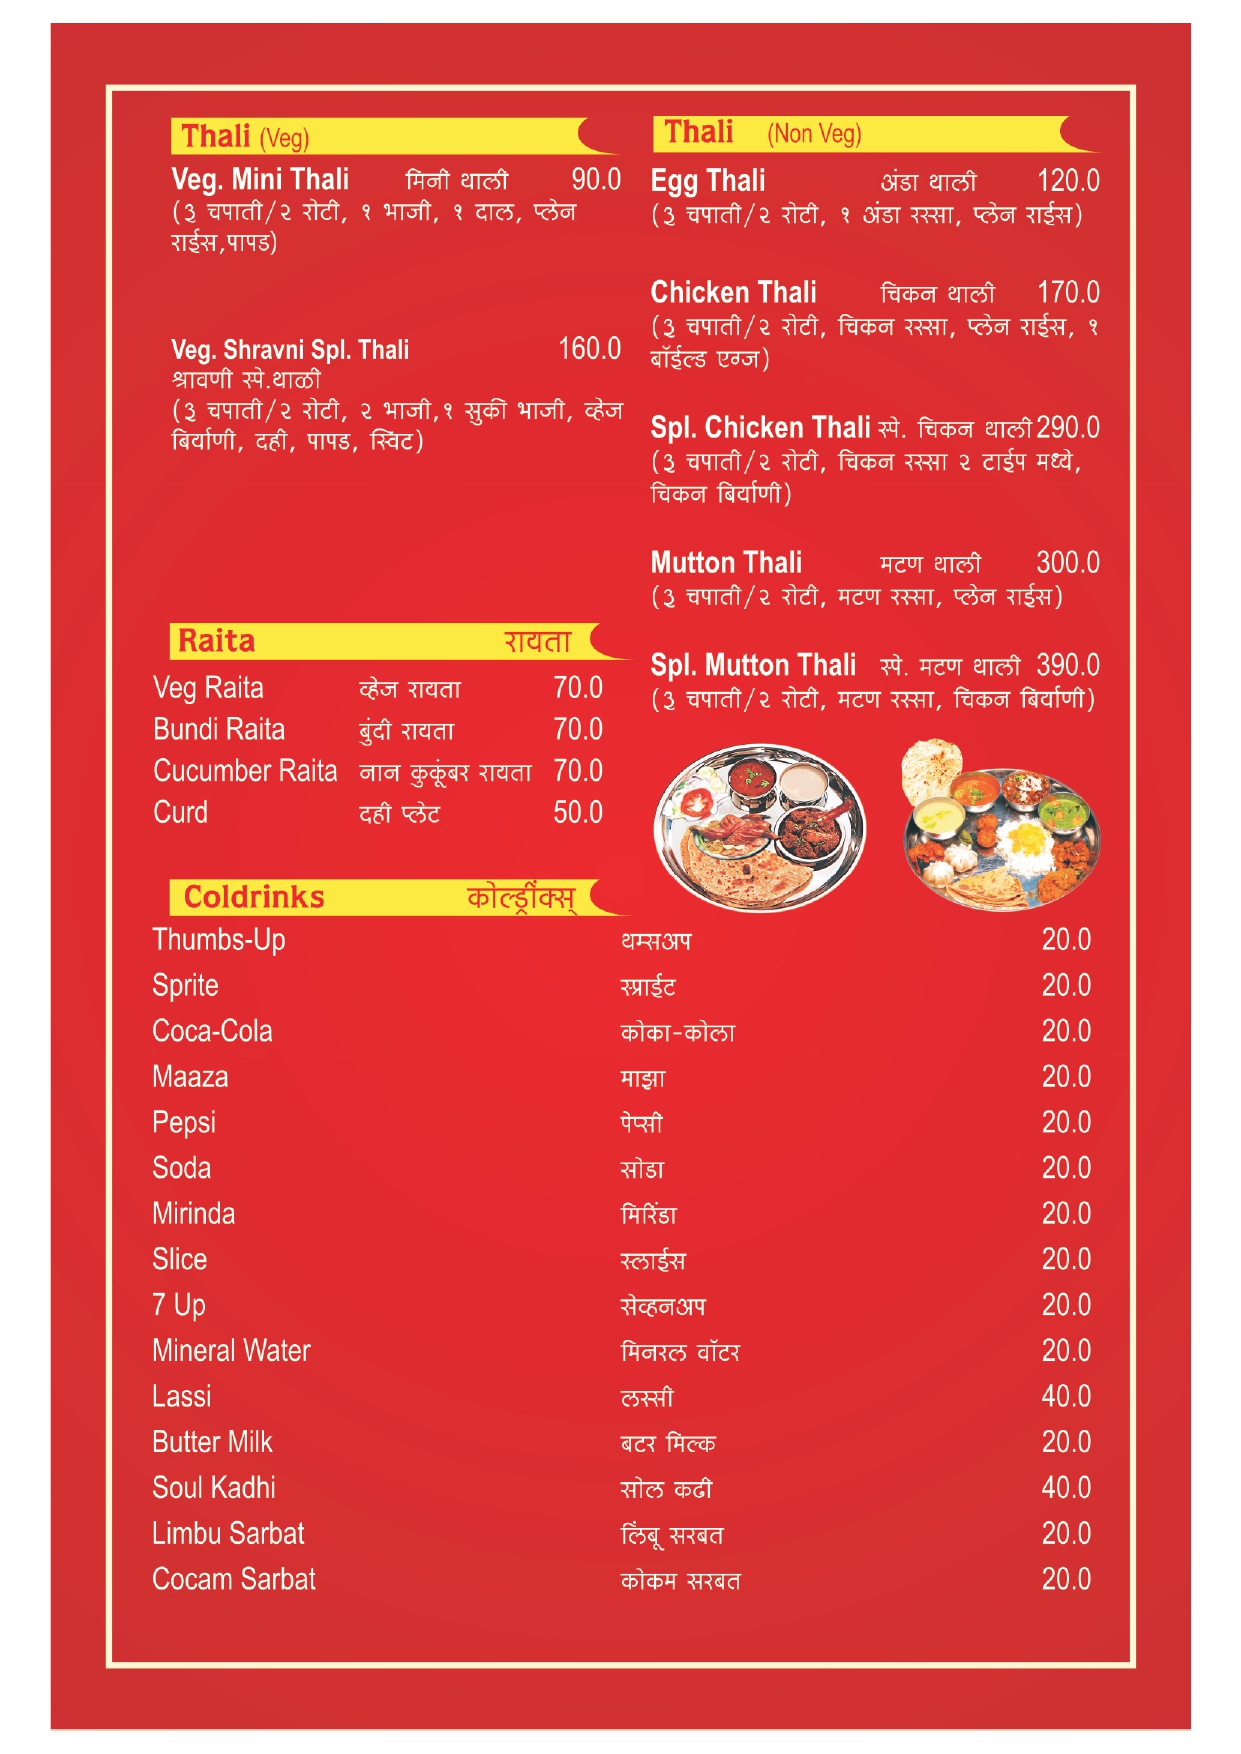 Thali (Veg)
Veg. Mini Thali मिनी थाली 90.0
(३ चपाती/२ रोटी, १ भाजी, १ दाल, प्लेन
राईस,पापड)
Veg. Shravni Spl. Thali 160.0
श्रावणी स्पे.थाळी
(३ चपाती/२ रोटी, २ भाजी,१ सुकी भाजी, व्हेज
बिर्याणी, दही, पापड, स्विट)
Thali (Non Veg)
Egg Thali अंडा थाली 120.0
(३ चपाती/२ रोटी, १ अंडा रस्सा, प्लेन राईस)
Chicken Thali चिकन थाली 170.0
(३ चपाती/२ रोटी, चिकन रस्सा, प्लेन राईस, १
बॉईल्ड एग्ज)
Spl. Chicken Thali स्पे. चिकन थाली 290.0
(३ चपाती/२ रोटी, चिकन रस्सा २ टाईप मध्ये,
चिकन बिर्याणी)
Mutton Thali मटण थाली 300.0
(३ चपाती/२ रोटी, मटण रस्सा, प्लेन राईस)
Spl. Mutton Thali स्पे. मटण थाली 390.0
(३ चपाती/२ रोटी, मटण रस्सा, चिकन बिर्याणी)
Raita रायता
Veg Raita व्हेज रायता 70.0
Bundi Raita बुंदी रायता 70.0
Cucumber Raita नान कुकूंबर रायता 70.0
Curd दही प्लेट 50.0
Coldrinks कोल्ड्रींक्स्
Thumbs-Up थम्सअप 20.0
Sprite स्प्राईट 20.0
Coca-Cola कोका-कोला 20.0
Maaza माझा 20.0
Pepsi पेप्सी 20.0
Soda सोडा 20.0
Mirinda मिरिंडा 20.0
Slice स्लाईस 20.0
7 Up सेव्हनअप 20.0
Mineral Water मिनरल वॉटर 20.0
Lassi लस्सी 40.0
Butter Milk बटर मिल्क 20.0
Soul Kadhi सोल कढी 40.0
Limbu Sarbat लिंबू सरबत 20.0
Cocam Sarbat कोकम सरबत 20.0